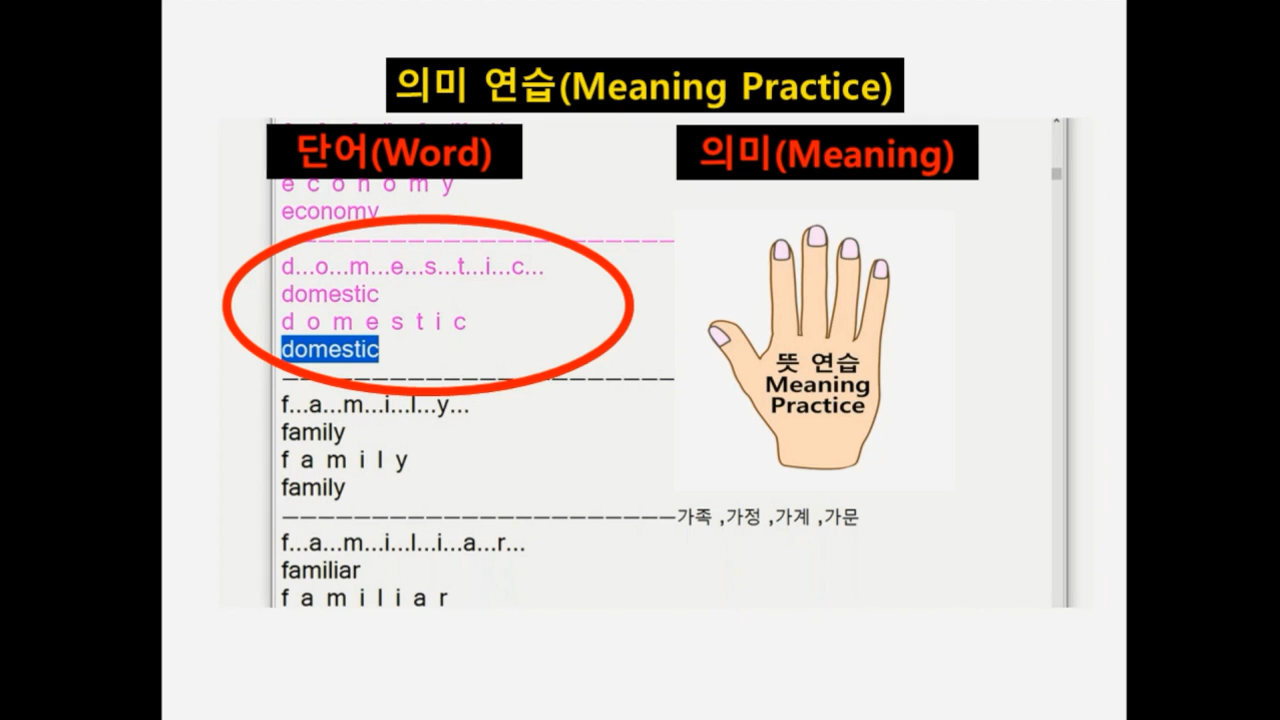 의미 연습(Meaning Practice)
단어(Word)
의미(Meaning)
e c o n o m y
economy
d...o...m...e...s...t...i...c...
domestic
d o m e s t i c
domestic
뜻 연습
Meaning
Practice
f...a...m...i...l...y...
family
f a m i l y
family
가족 ,가정 ,가계 ,가문
f...a...m...i...l...i...a...r...
familiar
f a m i l i a r